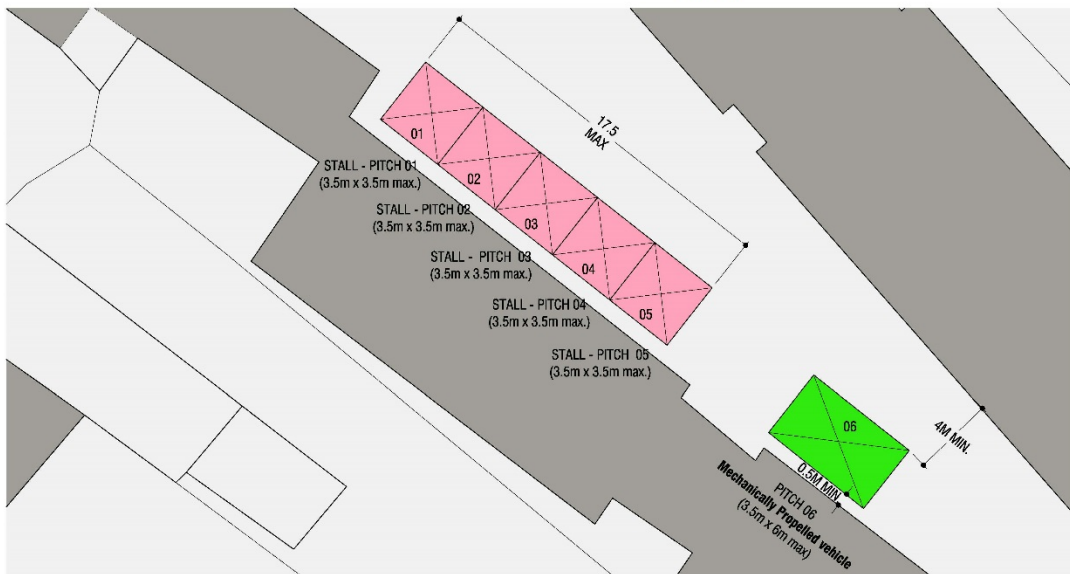 17.5
MAX
01
STALL - PITCH 01
(3.5m x 3.5m max.)
02
STALL - PITCH 02
(3.5m x 3.5m max.)
03
STALL - PITCH 03
(3.5m x 3.5m max.)
04
STALL - PITCH 04
(3.5m x 3.5m max.)
05
STALL - PITCH 05
(3.5m x 3.5m max.)
06
4M MIN.
0.5M MIN
PITCH 06
Mechanically Propelled vehicle
(3.5m x 6m max)